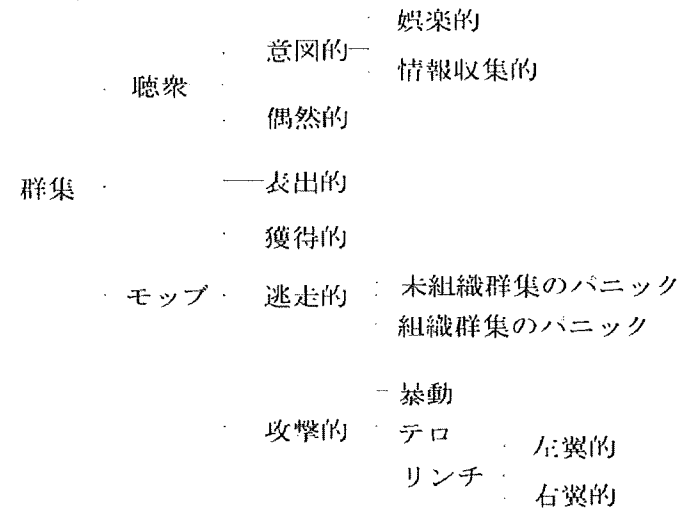 娯楽的
意図的
情報収集的
聴衆
偶然的
群集
表出的
獲得的
モッブ
逃走的
未組織群集のパニック
組織群集のパニック
暴動
攻撃的
テロ
左翼的
リンチ
右翼的